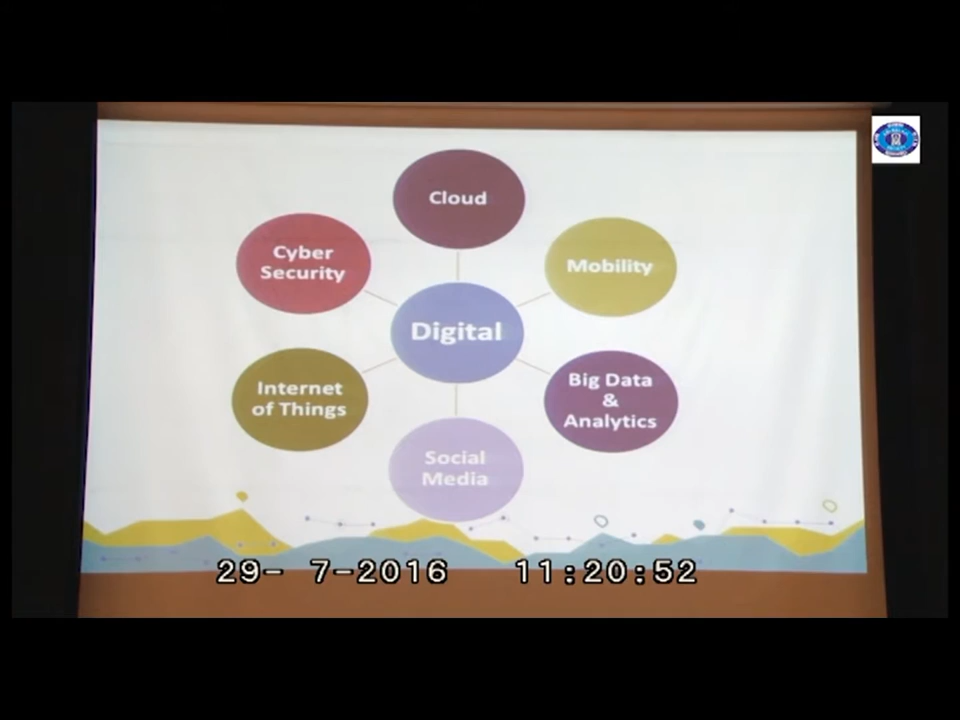 Cloud
Cyber
Security
Mobility
Digital
Internet
of Things
Big Data
&
Analytics
Social
Media
29- 7-2016 11:20:52